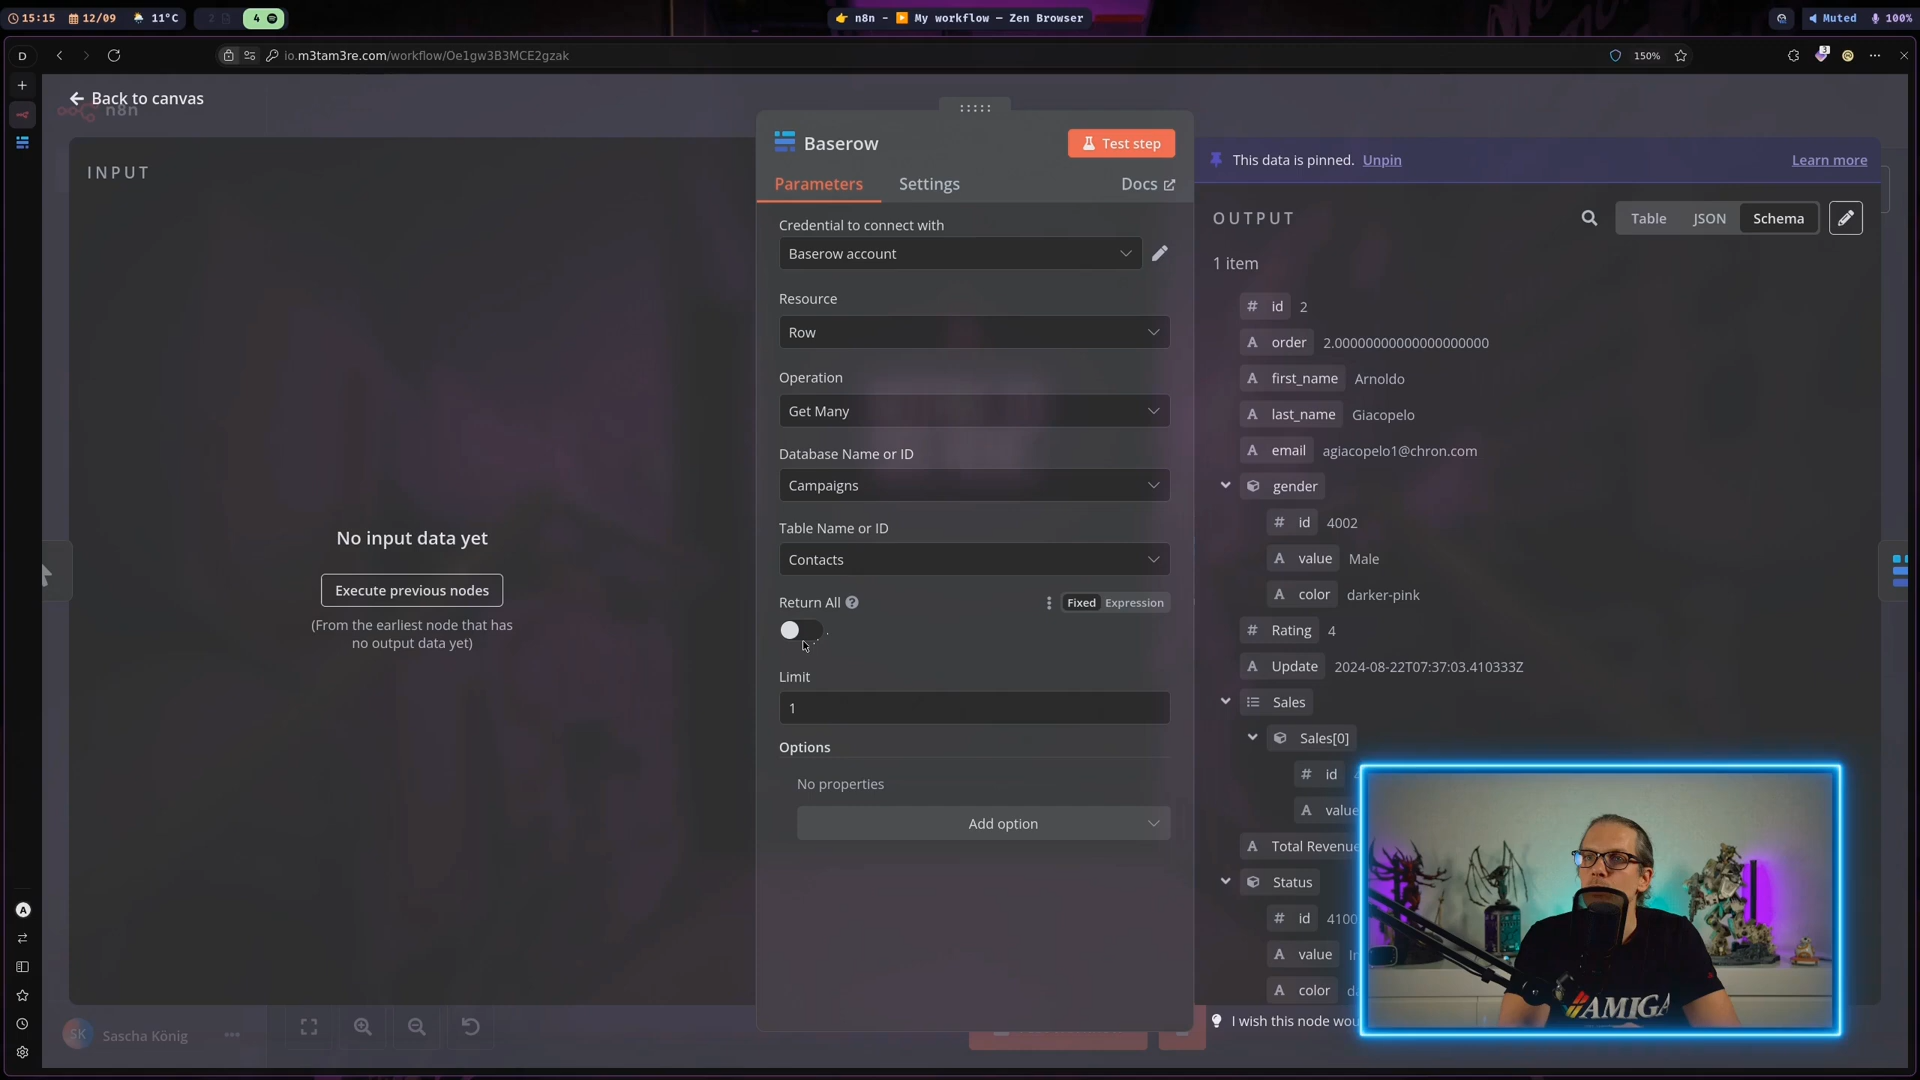 15:15 12/09 11°C 2 4
n8n - ▶ My workflow — Zen Browser
Muted 100%
D
io.m3tam3re.com/workflow/Oe1gw3B3MCE2gzak
150%
3
Back to canvas
n8n
INPUT
No input data yet
Execute previous nodes
(From the earliest node that has
no output data yet)
Baserow
Test step
Parameters
Settings
Docs
Credential to connect with
Baserow account
Resource
Row
Operation
Get Many
Database Name or ID
Campaigns
Table Name or ID
Contacts
Return All
Fixed Expression
Limit
1
Options
No properties
Add option
This data is pinned. Unpin
Learn more
OUTPUT
Table JSON Schema
1 item
# id 2
A order 2.00000000000000000000
A first_name Arnoldo
A last_name Giacopelo
A email agiacopelo1@chron.com
gender
# id 4002
A value Male
A color darker-pink
# Rating 4
A Update 2024-08-22T07:37:03.410333Z
Sales
Sales[0]
# id
A value
A Total Revenue
Status
# id 4100
A value
A color
I wish this node wou
A
SK
Sascha König
AMIGA